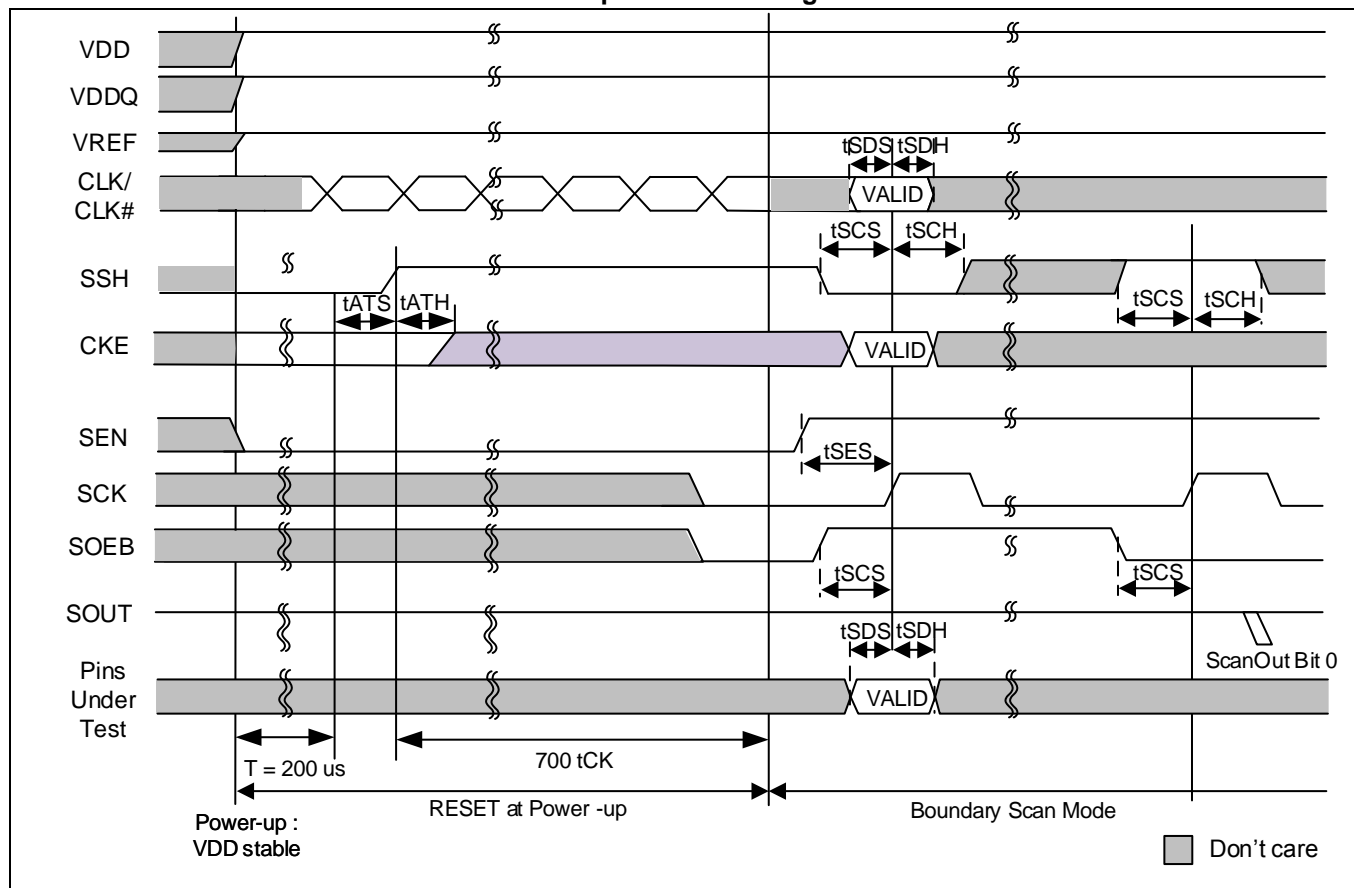 VDD
VDDQ
VREF
tSDS tSDH
CLK/
CLK#
VALID
tSCS tSCH
SSH
tATS tATH
tSCS tSCH
CKE
VALID
SEN
tSES
SCK
SOEB
tSCS
tSCS
SOUT
tSDS tSDH
ScanOut Bit 0
Pins
Under
Test
VALID
T = 200 us
700 tCK
RESET at Power -up
Boundary Scan Mode
Power-up :
VDD stable
Don't care